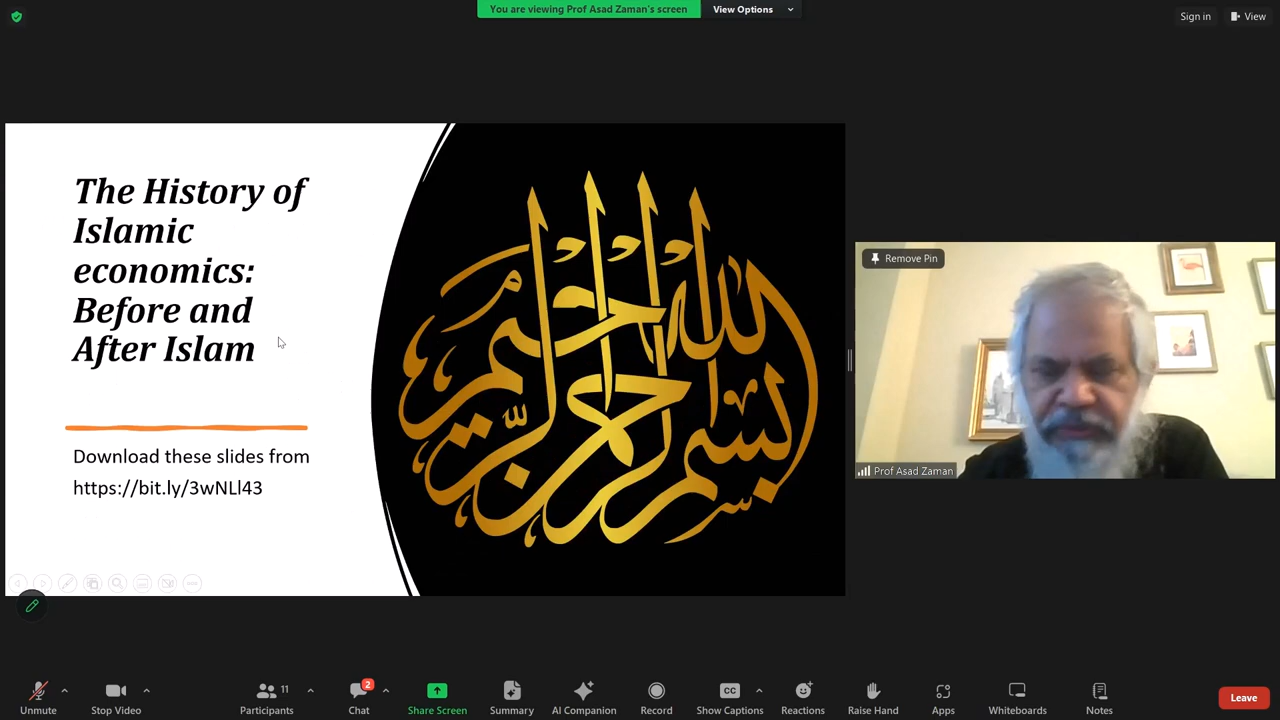 You are viewing Prof Asad Zaman's screen
View Options
Sign in
View
The History of
Islamic
economics:
Before and
After Islam
Download these slides from
https://bit.ly/3wNLl43
بسم الله الرحمن الرحيم
Remove Pin
Prof Asad Zaman
Unmute
Stop Video
Participants
11
Chat
2
Share Screen
Summary
AI Companion
Record
CC
Show Captions
Reactions
Raise Hand
Apps
Whiteboards
Notes
Leave